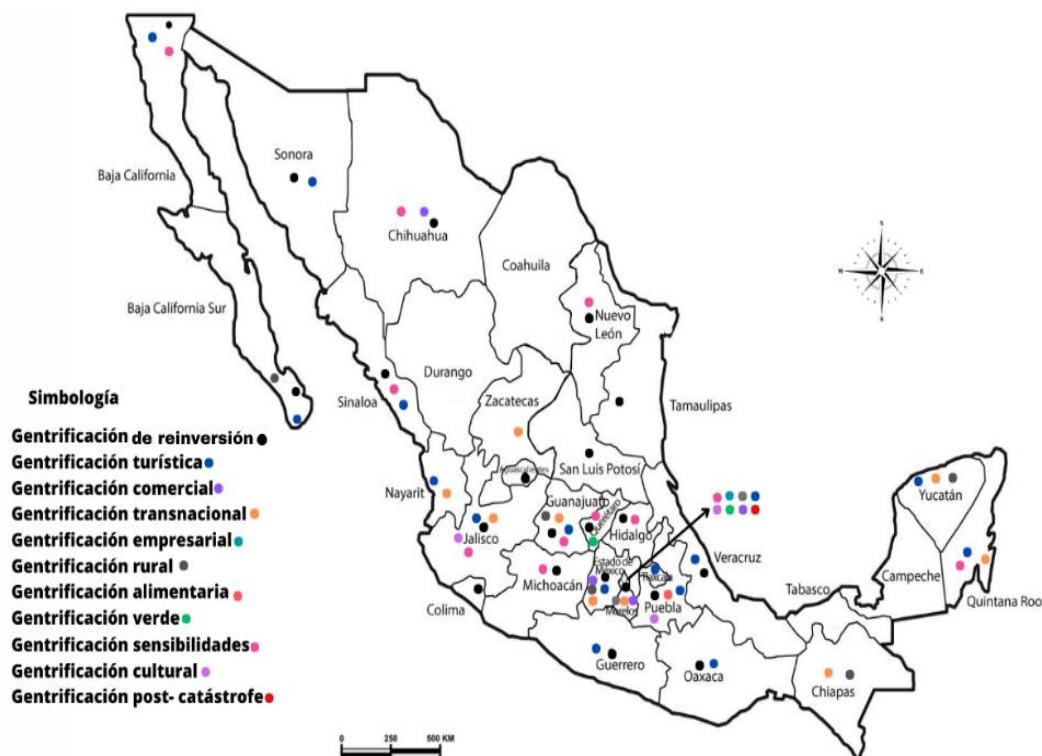 Sonora
Baja California
Chihuahua
Coahuila
Baja California Sur
Nuevo
León
Durango
Sinaloa
Zacatecas
Tamaulipas
Simbología
Gentificación de reinversión
Gentrificación turística
Gentrificación comercial
Gentrificación transnacional
Gentrificación empresarial
Gentrificación rural
Gentrificación alimentaria
Gentrificación verde
Gentrificación sensibilidades
Gentrificación cultural
Gentrificación post- catástrofe
Aguascalientes
San Luis Potosí
Nayarit
Guanajuato
Querétaro
Jalisco
Hidalgo
Yucatán
Estado de
México
Tlaxcala
Veracruz
Michoacán
Campeche
Tabasco
Colima
Morelos
Puebla
Quintana Roo
Guerrero
Oaxaca
Chiapas
N
W
E
S
0 250 500 KM